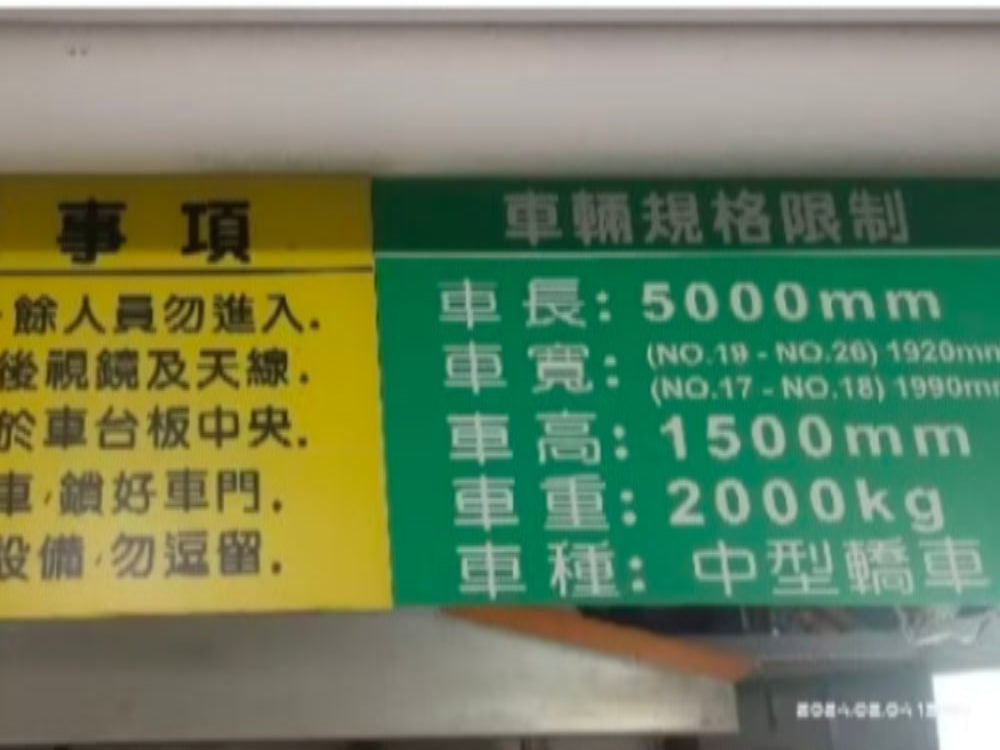 事項
餘人員勿進入.
後視鏡及天線.
於車台板中央.
車,鎖好車門.
設備,勿逗留.
車輛規格限制
車長: 5000mm
車寬: (NO.19 - NO.26) 1920mm
(NO.17 - NO.18) 1990mm
車高: 1500mm
車重: 2000kg
車種: 中型轎車